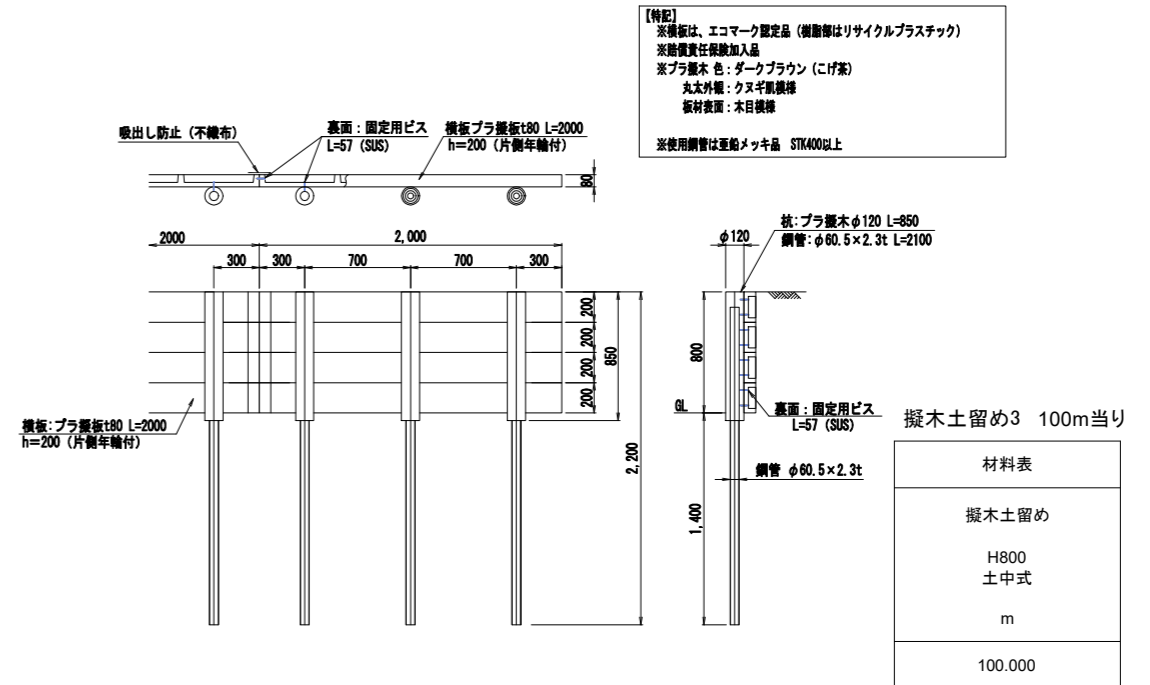 【特記】
※横板は、エコマーク認定品（樹脂部はリサイクルプラスチック）
※賠償責任保険加入品
※プラ擬木 色：ダークブラウン（こげ茶）
丸太外観：クヌギ肌模様
板材表面：木目模様
※使用鋼管は亜鉛メッキ品 STK400以上
吸出し防止（不織布）
裏面：固定用ビス
L=57（SUS）
横板プラ擬板t80 L=2000
h=200（片側年輪付）
80
2000
2,000
300
300
700
700
300
200
200
200
200
850
2,200
横板：プラ擬板t80 L=2000
h=200（片側年輪付）
杭：プラ擬木φ120 L=850
鋼管：φ60.5×2.3t L=2100
φ120
800
GL
1,400
裏面：固定用ビス
L=57（SUS）
鋼管 φ60.5×2.3t
擬木土留め3 100m当り
材料表
擬木土留め
H800
土中式
m
100.000